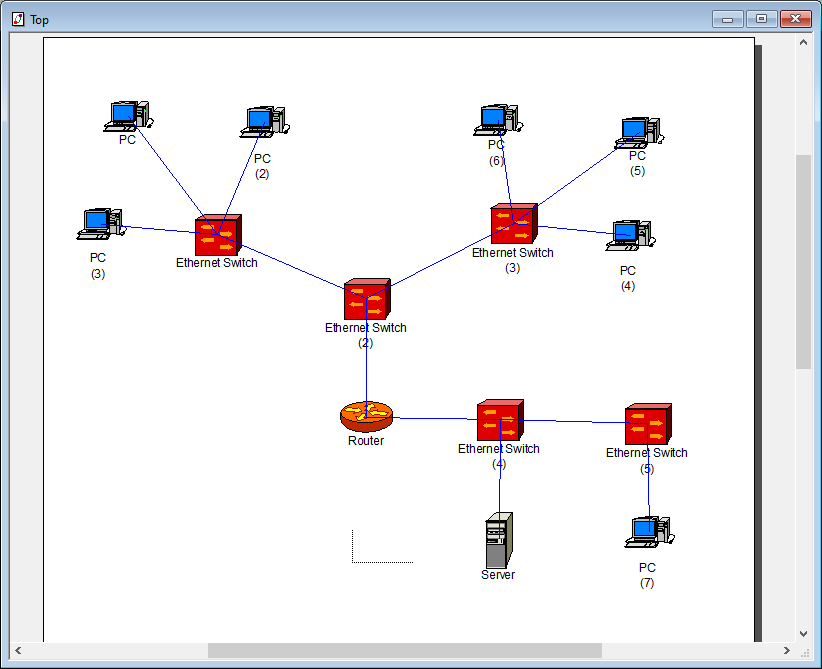 Top
PC
PC
(2)
PC
(6)
PC
(5)
PC
(3)
Ethernet Switch
Ethernet Switch
(3)
PC
(4)
Ethernet Switch
(2)
Router
Ethernet Switch
(4)
Ethernet Switch
(5)
Server
PC
(7)